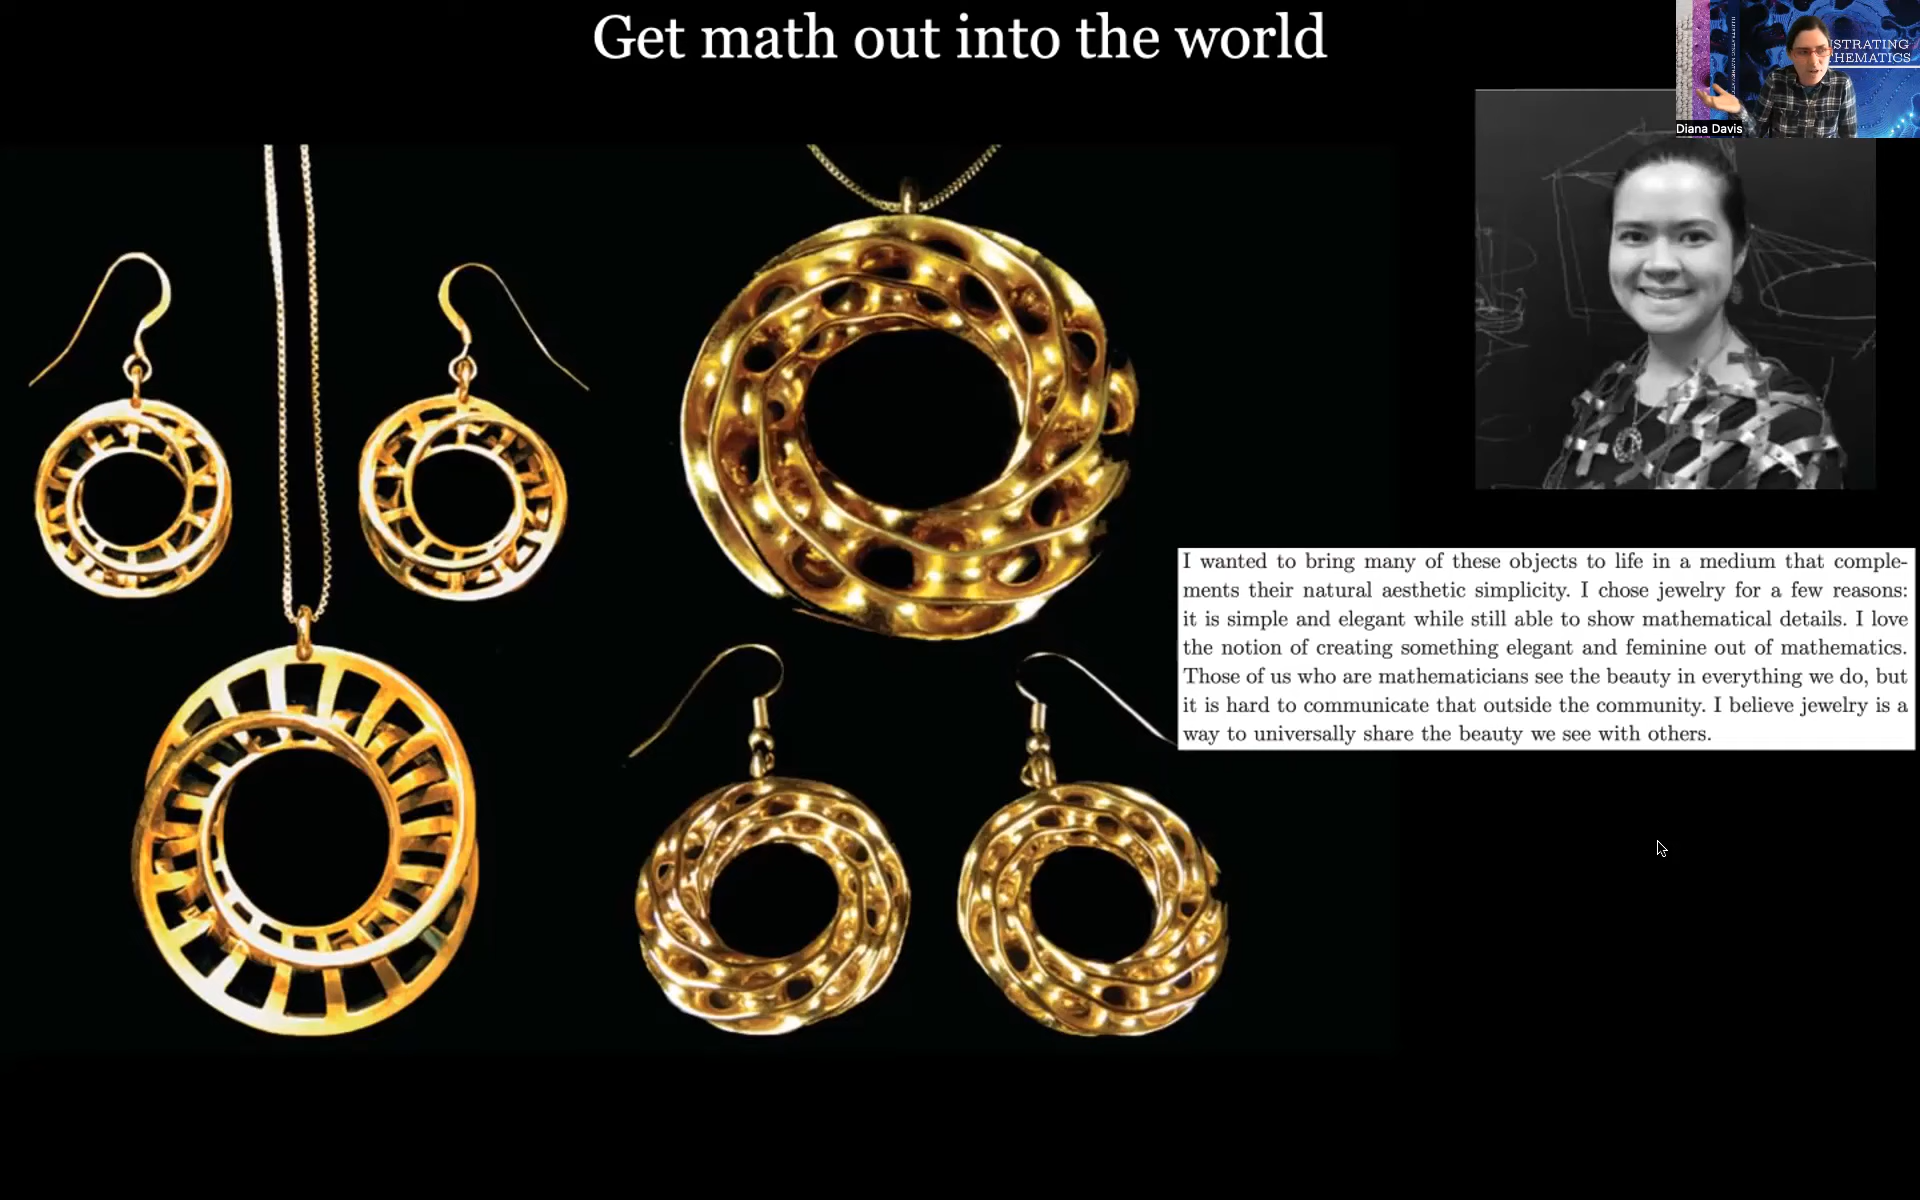 Get math out into the world
ISTRATING
HEMATICS
Diana Davis
I wanted to bring many of these objects to life in a medium that comple-
ments their natural aesthetic simplicity. I chose jewelry for a few reasons:
it is simple and elegant while still able to show mathematical details. I love
the notion of creating something elegant and feminine out of mathematics.
Those of us who are mathematicians see the beauty in everything we do, but
it is hard to communicate that outside the community. I believe jewelry is a
way to universally share the beauty we see with others.